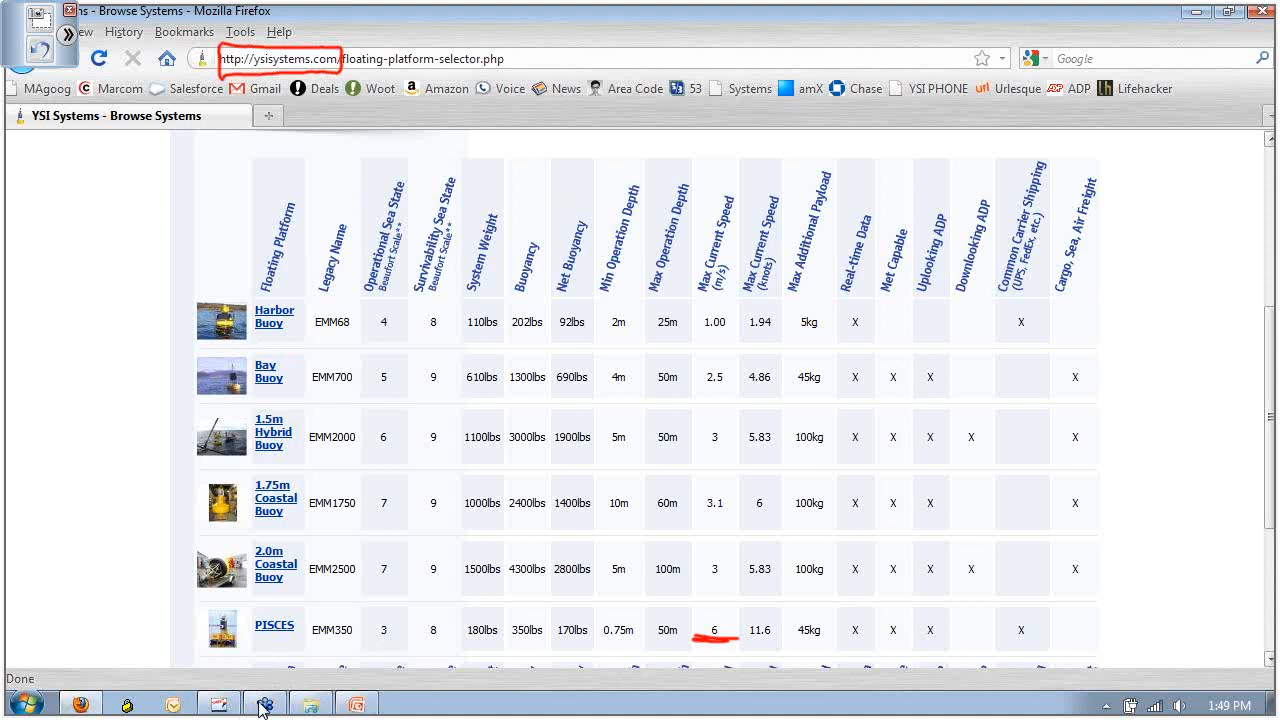 ns - Browse Systems - Mozilla Firefox
ew History Bookmarks Tools Help
http://ysisystems.com/floating-platform-selector.php
Google
MAgoog Marcom Salesforce Gmail Deals Woot Amazon Voice News Area Code 53 Systems amX Chase YSI PHONE Urlesque ADP Lifehacker
YSI Systems - Browse Systems
Floating Platform
Legacy Name
Operational Sea State
Beaufort Scale**
Survivability Sea State
Beaufort Scale**
System Weight
Buoyancy
Net Buoyancy
Min Operation Depth
Max Operation Depth
Max Current Speed
(m/s)
Max Current Speed
(knots)
Max Additional Payload
Real-time Data
Met Capable
Uplooking ADP
Downlooking ADP
Common Carrier Shipping
(UPS, FedEx, etc.)
Cargo, Sea, Air Freight
Harbor
Buoy
EMM68 4 8 110lbs 202lbs 92lbs 2m 25m 1.00 1.94 5kg X X
Bay
Buoy
EMM700 5 9 610lbs 1300lbs 690lbs 4m 50m 2.5 4.86 45kg X X X X
1.5m
Hybrid
Buoy
EMM2000 6 9 1100lbs 3000lbs 1900lbs 5m 50m 3 5.83 100kg X X X X X
1.75m
Coastal
Buoy
EMM1750 7 9 1000lbs 2400lbs 1400lbs 10m 60m 3.1 6 100kg X X X X
2.0m
Coastal
Buoy
EMM2500 7 9 1500lbs 4300lbs 2800lbs 5m 100m 3 5.83 100kg X X X X X
PISCES EMM350 3 8 180lbs 350lbs 170lbs 0.75m 50m 6 11.6 45kg X X X X
Done
1:49 PM